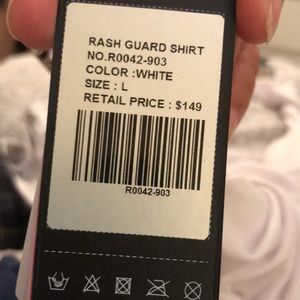 RASH GUARD SHIRT
NO.R0042-903
COLOR :WHITE
SIZE : L
RETAIL PRICE : $149
R0042-903